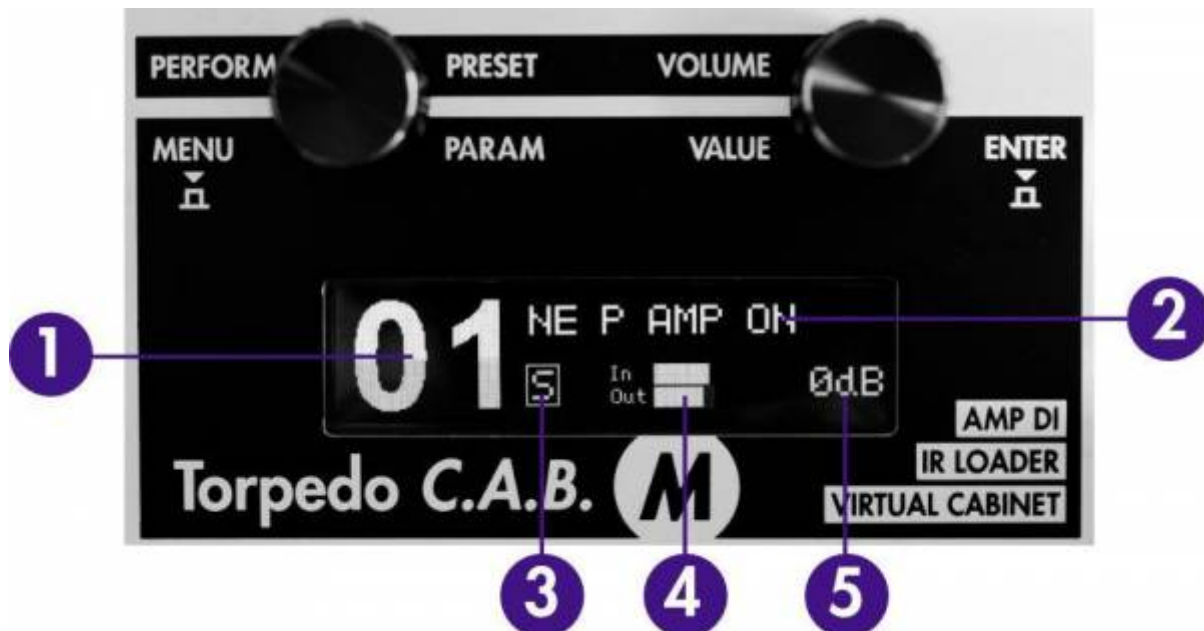 PERFORM PRESET VOLUME
MENU PARAM VALUE ENTER
01 NE P AMP ON
S In 0dB
Out
AMP DI
IR LOADER
VIRTUAL CABINET
Torpedo C.A.B. M
1
2
3
4
5